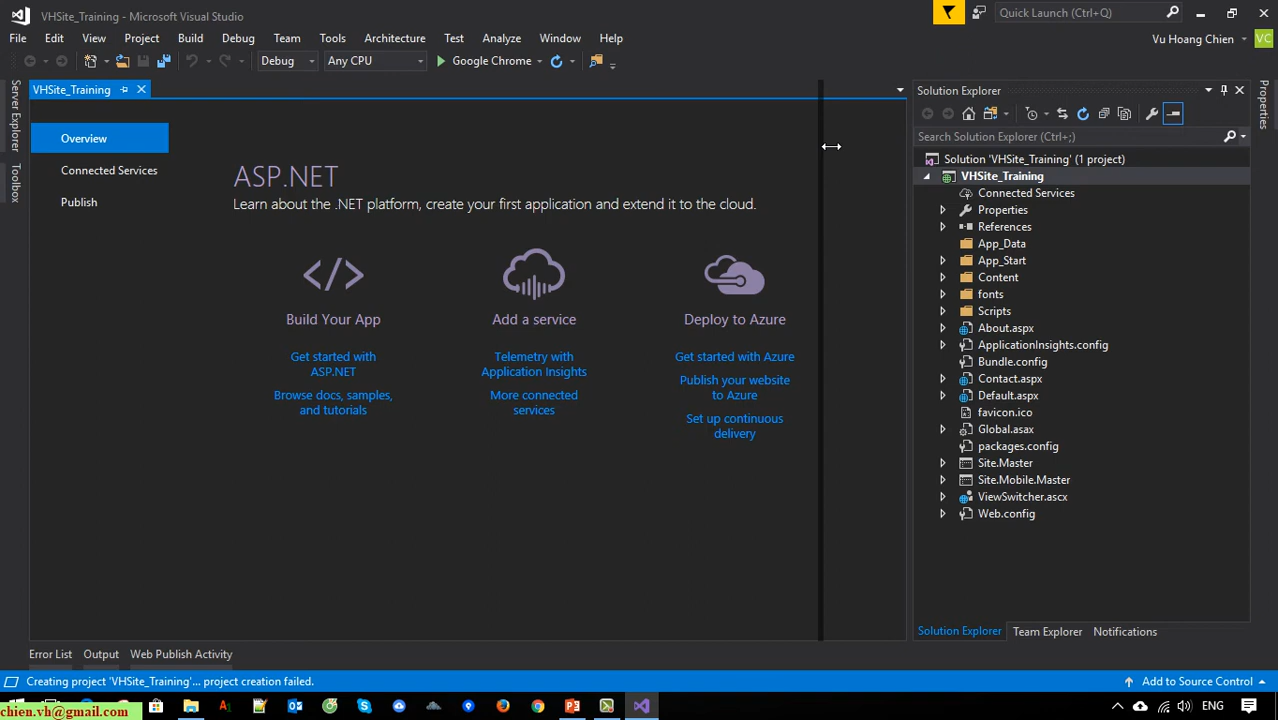 VHSite_Training - Microsoft Visual Studio
Quick Launch (Ctrl+Q)
File Edit View Project Build Debug Team Tools Architecture Test Analyze Window Help
Vu Hoang Chien
VC
Debug
Any CPU
Google Chrome
Server Explorer
Toolbox
VHSite_Training
Overview
Connected Services
Publish
ASP.NET
Learn about the .NET platform, create your first application and extend it to the cloud.
Build Your App
Get started with
ASP.NET
Browse docs, samples,
and tutorials
Add a service
Telemetry with
Application Insights
More connected
services
Deploy to Azure
Get started with Azure
Publish your website
to Azure
Set up continuous
delivery
Solution Explorer
Search Solution Explorer (Ctrl+;)
Solution 'VHSite_Training' (1 project)
VHSite_Training
Connected Services
Properties
References
App_Data
App_Start
Content
fonts
Scripts
About.aspx
ApplicationInsights.config
Bundle.config
Contact.aspx
Default.aspx
favicon.ico
Global.asax
packages.config
Site.Master
Site.Mobile.Master
ViewSwitcher.ascx
Web.config
Solution Explorer Team Explorer Notifications
Properties
Error List Output Web Publish Activity
Creating project 'VHSite_Training'... project creation failed.
Add to Source Control
chien.vh@gmail.com
ENG